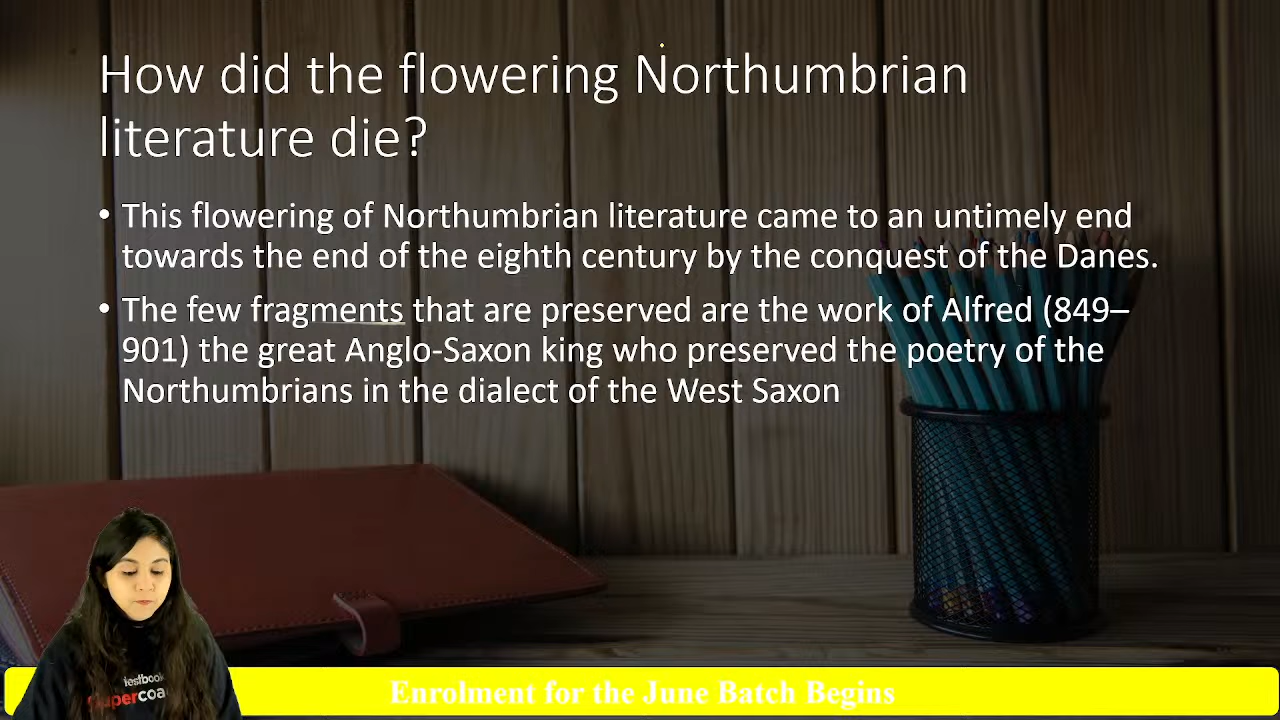 How did the flowering Northumbrian
literature die?
• This flowering of Northumbrian literature came to an untimely end
towards the end of the eighth century by the conquest of the Danes.
• The few fragments that are preserved are the work of Alfred (849–
901) the great Anglo-Saxon king who preserved the poetry of the
Northumbrians in the dialect of the West Saxon
testbook
Supercoa
Enrolment for the June Batch Begins